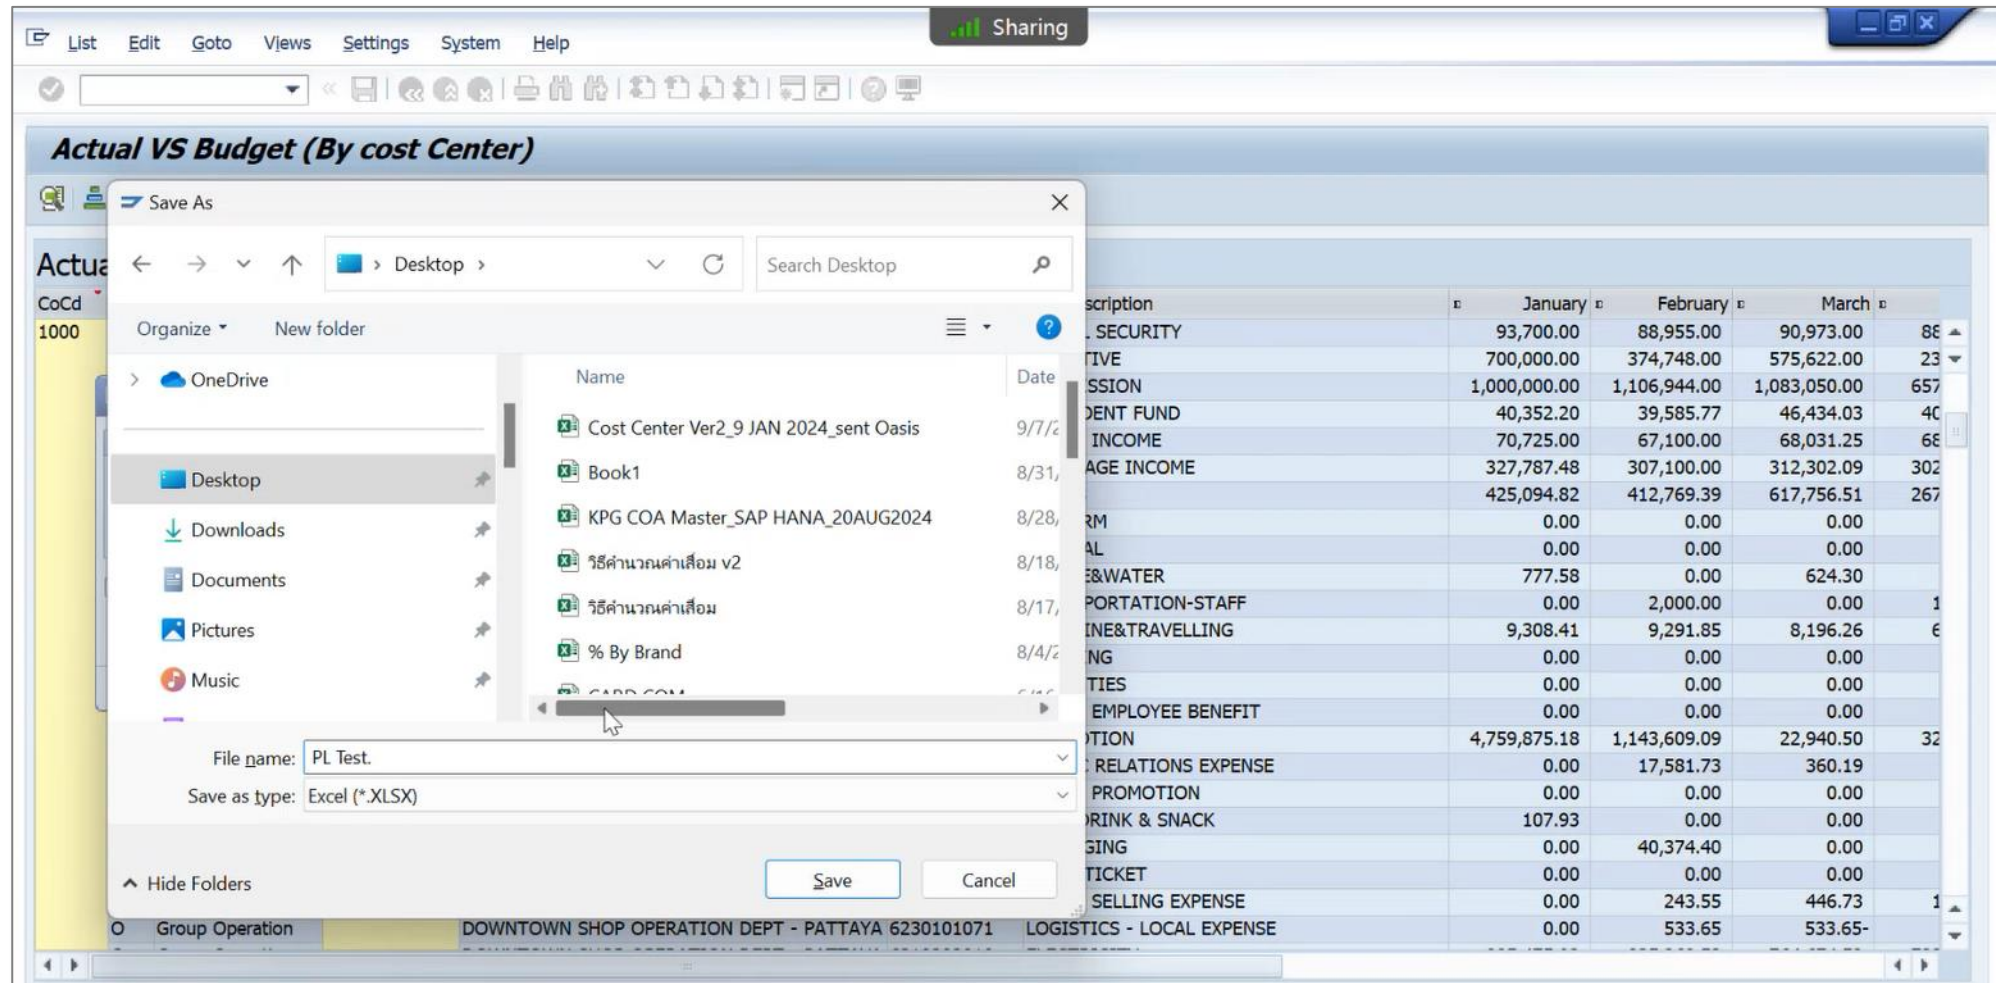 Sharing
List Edit Goto Views Settings System Help
Actual VS Budget (By cost Center)
Save As
Desktop
Search Desktop
Organize New folder
OneDrive
Desktop
Downloads
Documents
Pictures
Music
Name Date
Cost Center Ver2_9 JAN 2024_sent Oasis 9/7/2
Book1 8/31/
KPG COA Master_SAP HANA_20AUG2024 8/28/
วิธีคำนวณค่าเสื่อม v2 8/18/
วิธีคำนวณค่าเสื่อม 8/17/
% By Brand 8/4/2
File name: PL Test.
Save as type: Excel (*.XLSX)
Hide Folders
Save Cancel
Actua
CoCd scription January February March
1000 SECURITY 93,700.00 88,955.00 90,973.00 88
TIVE 700,000.00 374,748.00 575,622.00 23
SSION 1,000,000.00 1,106,944.00 1,083,050.00 657
DENT FUND 40,352.20 39,585.77 46,434.03 40
INCOME 70,725.00 67,100.00 68,031.25 68
AGE INCOME 327,787.48 307,100.00 312,302.09 302
425,094.82 412,769.39 617,756.51 267
RM 0.00 0.00 0.00
AL 0.00 0.00 0.00
E&WATER 777.58 0.00 624.30
PORTATION-STAFF 0.00 2,000.00 0.00 1
INE&TRAVELLING 9,308.41 9,291.85 8,196.26 6
NG 0.00 0.00 0.00
TIES 0.00 0.00 0.00
EMPLOYEE BENEFIT 0.00 0.00 0.00
OTION 4,759,875.18 1,143,609.09 22,940.50 32
RELATIONS EXPENSE 0.00 17,581.73 360.19
PROMOTION 0.00 0.00 0.00
DRINK & SNACK 107.93 0.00 0.00
GING 0.00 40,374.40 0.00
TICKET 0.00 0.00 0.00
SELLING EXPENSE 0.00 243.55 446.73 1
O Group Operation DOWNTOWN SHOP OPERATION DEPT - PATTAYA 6230101071 LOGISTICS - LOCAL EXPENSE 0.00 533.65 533.65-